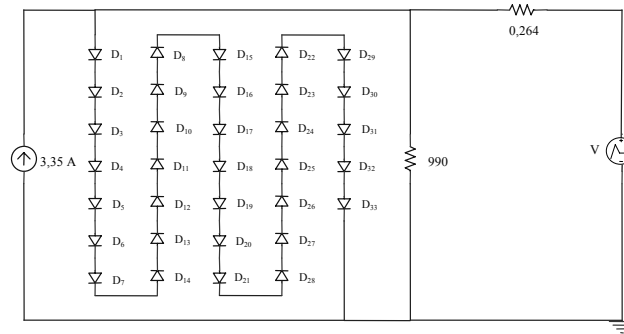 0,264
D1 D8 D15 D22 D29
D2 D9 D16 D23 D30
D3 D10 D17 D24 D31
3,35 A D4 D11 D18 D25 D32 990 V
D5 D12 D19 D26 D33
D6 D13 D20 D27
D7 D14 D21 D28